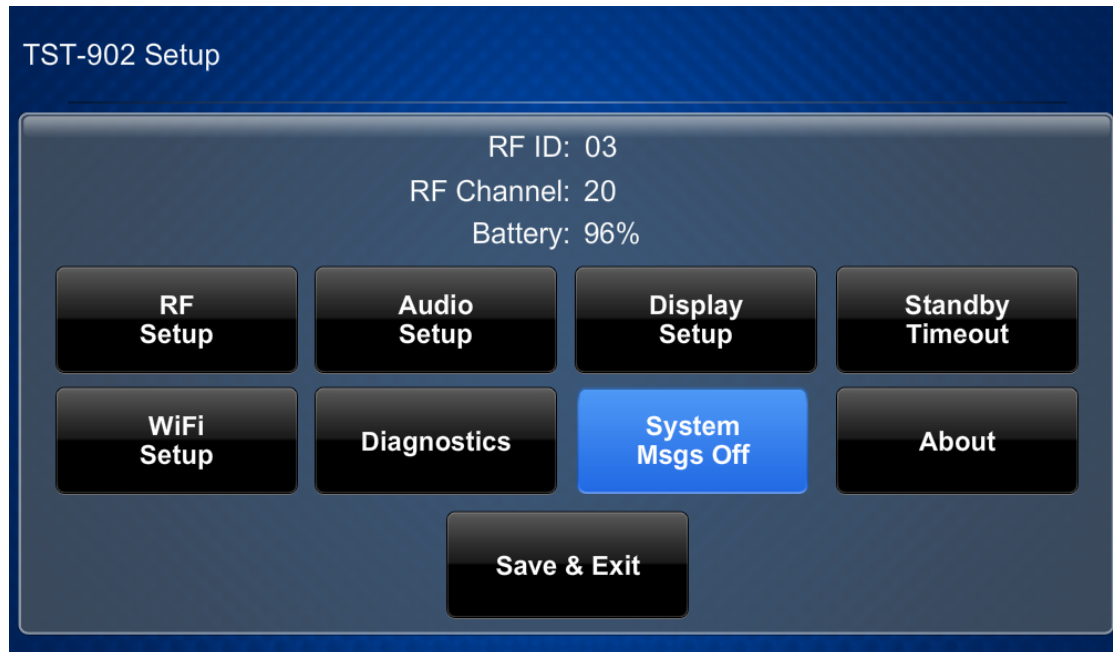 TST-902 Setup
RF ID: 03
RF Channel: 20
Battery: 96%
RF
Setup
Audio
Setup
Display
Setup
Standby
Timeout
WiFi
Setup
Diagnostics
System
Msgs Off
About
Save & Exit